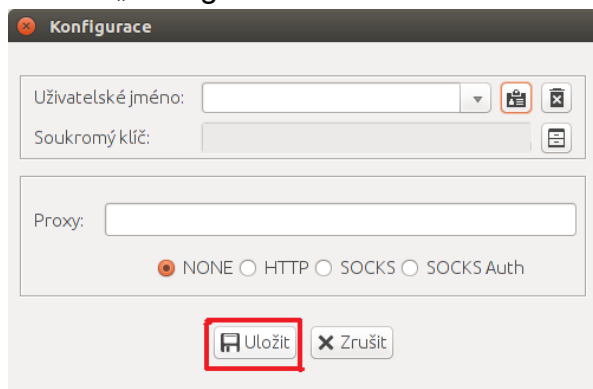 Konfigurace
Uživatelské jméno:
Soukromý klíč:
Proxy:
NONE HTTP SOCKS SOCKS Auth
Uložit Zrušit